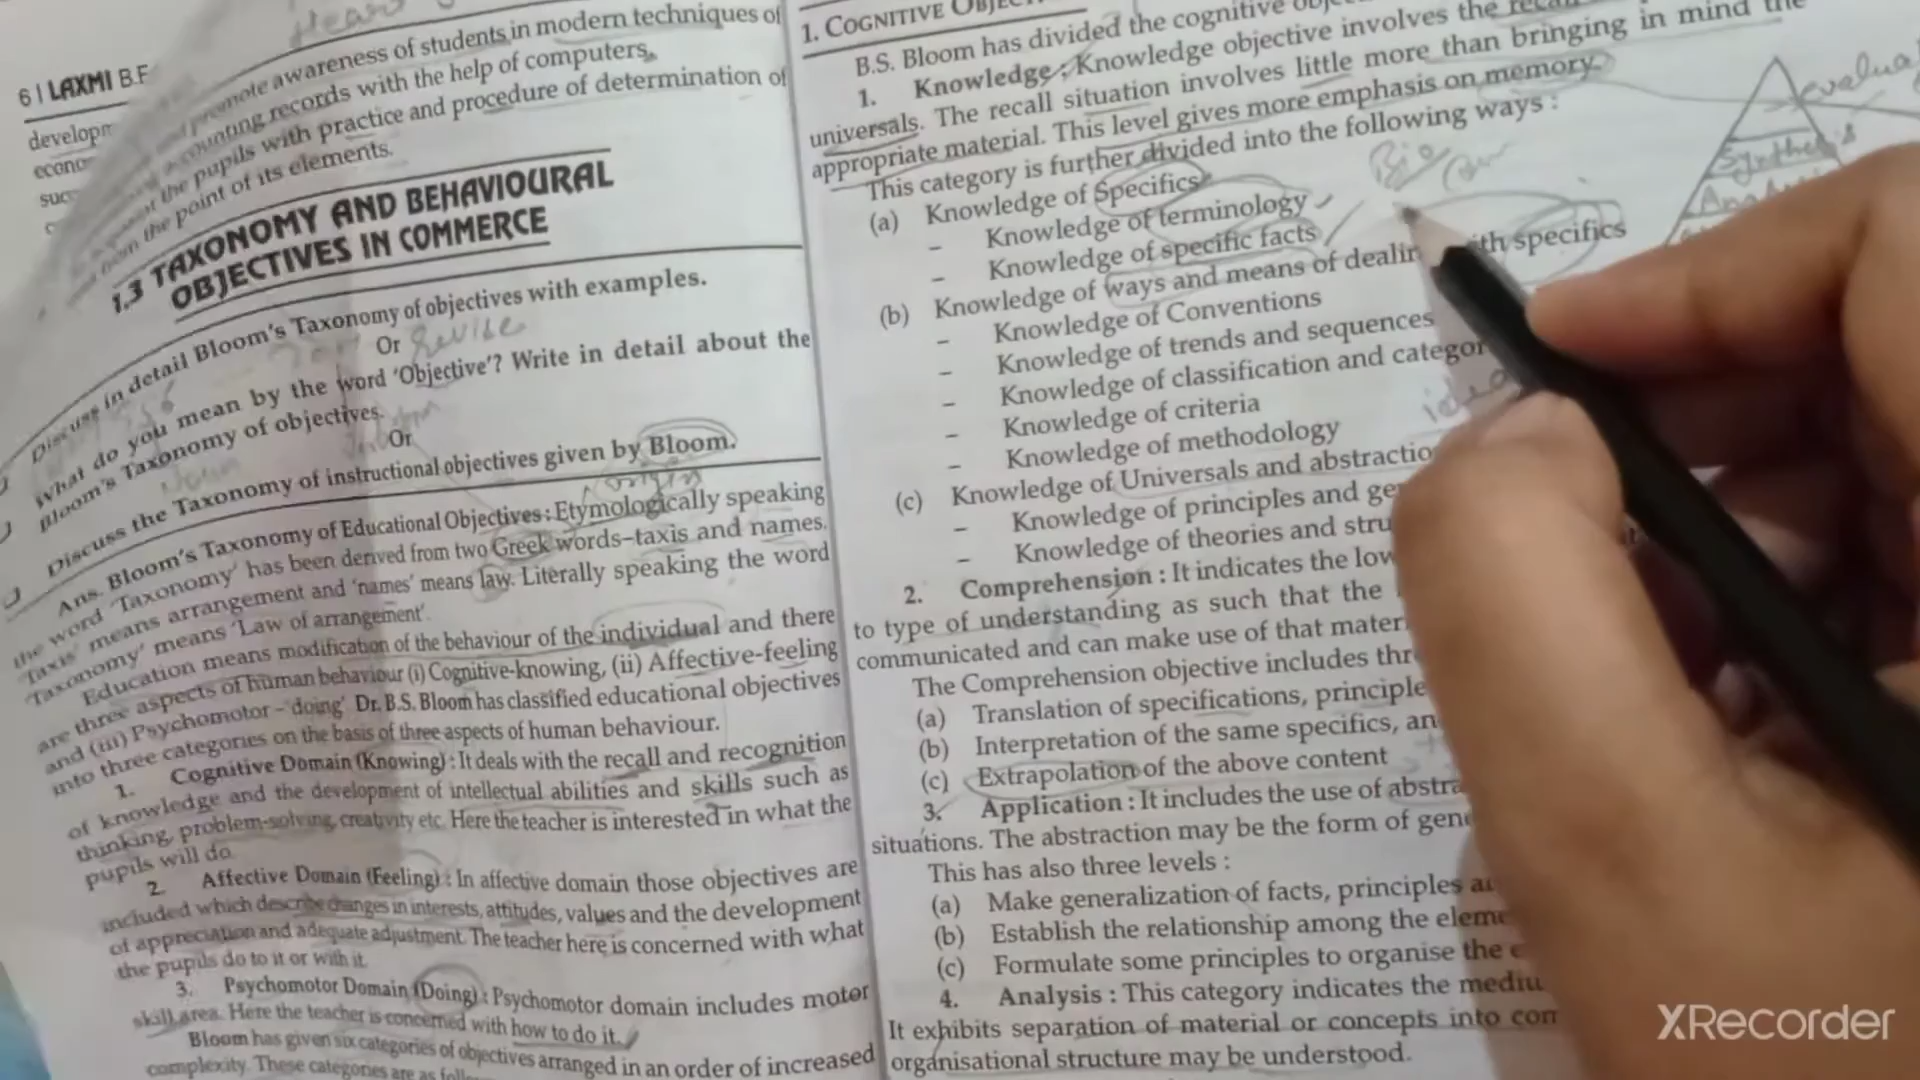 6 | LAXMI B.F
promote awareness of students in modern techniques of
accounting records with the help of computers.
the pupils with practice and procedure of determination of
from the point of its elements.
1.3 TAXONOMY AND BEHAVIOURAL
OBJECTIVES IN COMMERCE
Discuss in detail Bloom's Taxonomy of objectives with examples.
Or Revise
What do you mean by the word 'Objective'? Write in detail about the
Bloom's Taxonomy of objectives.
Or
Discuss the Taxonomy of instructional objectives given by Bloom.
origin
Ans. Bloom's Taxonomy of Educational Objectives : Etymologically speaking
the word 'Taxonomy' has been derived from two Greek words–taxis and names.
'Taxis' means arrangement and 'names' means law. Literally speaking the word
'Taxonomy' means 'Law of arrangement'.
Education means modification of the behaviour of the individual and there
are three aspects of human behaviour (i) Cognitive-knowing, (ii) Affective-feeling
and (iii) Psychomotor – 'doing' Dr. B.S. Bloom has classified educational objectives
into three categories on the basis of three aspects of human behaviour.
1. Cognitive Domain (Knowing) : It deals with the recall and recognition
of knowledge and the development of intellectual abilities and skills such as
thinking, problem-solving, creativity etc. Here the teacher is interested in what the
pupils will do.
2. Affective Domain (Feeling) : In affective domain those objectives are
included which describe changes in interests, attitudes, values and the development
of appreciation and adequate adjustment. The teacher here is concerned with what
the pupils do to it or with it.
3. Psychomotor Domain (Doing) : Psychomotor domain includes motor
skill area. Here the teacher is concerned with how to do it.
Bloom has given six categories of objectives arranged in an order of increased
complexity. These categories are as
1. COGNITIVE
B.S. Bloom has divided the cognitive
1. Knowledge : Knowledge objective involves the recall
universals. The recall situation involves little more than bringing in mind the
appropriate material. This level gives more emphasis on memory.
This category is further divided into the following ways :
(a) Knowledge of Specifics
– Knowledge of terminology
– Knowledge of specific facts
(b) Knowledge of ways and means of with specifics
– Knowledge of Conventions
– Knowledge of trends and sequences
– Knowledge of classification and
– Knowledge of criteria
– Knowledge of methodology
(c) Knowledge of Universals and
– Knowledge of principles and
– Knowledge of theories and
2. Comprehension : It indicates the
to type of understanding as such that the
communicated and can make use of that
The Comprehension objective includes
(a) Translation of specifications,
(b) Interpretation of the same specifics,
(c) Extrapolation of the above content
3. Application : It includes the use of
situations. The abstraction may be the form of
This has also three levels :
(a) Make generalization of facts, principles
(b) Establish the relationship among the
(c) Formulate some principles to organise the
4. Analysis : This category indicates the
It exhibits separation of material or concepts into
organisational structure may be understood.
XRecorder